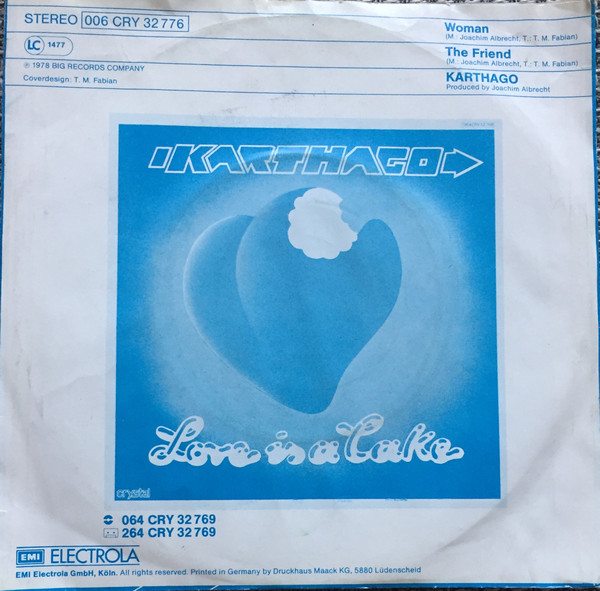 STEREO 006 CRY 32 776
LC 1477
℗ 1978 BIG RECORDS COMPANY
Coverdesign: T. M. Fabian
Woman
(M.: Joachim Albrecht, T.: T. M. Fabian)
The Friend
(M.: Joachim Albrecht, T.: T. M. Fabian)
KARTHAGO
Produced by Joachim Albrecht
KARTHAGO
Love is a Cake
crystal
064 CRY 32 769
264 CRY 32 769
EMI ELECTROLA
EMI Electrola GmbH, Köln. All rights reserved. Printed in Germany by Druckhaus Maack KG, 5880 Lüdenscheid